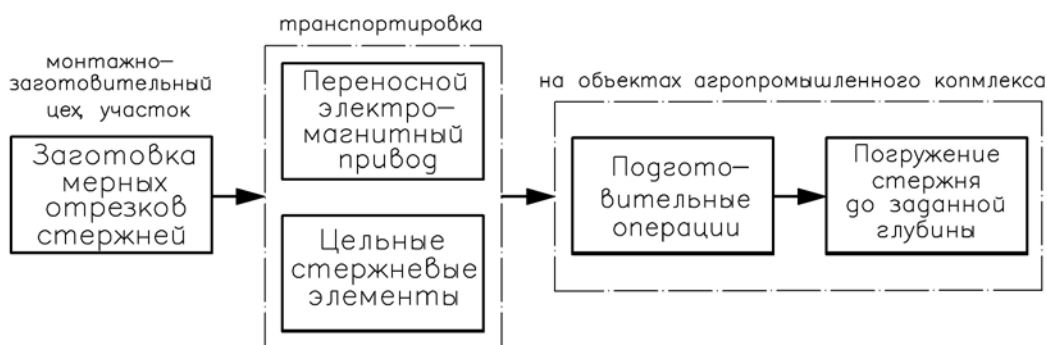 монтажно–
заготовительный
цех, участок
Заготовка
мерных
отрезков
стержней
транспортировка
Переносной
электро–
магнитный
привод
Цельные
стержневые
элементы
на объектах агропромышленного копмлекса
Подгото–
вительные
операции
Погружение
стержня
до заданной
глубины